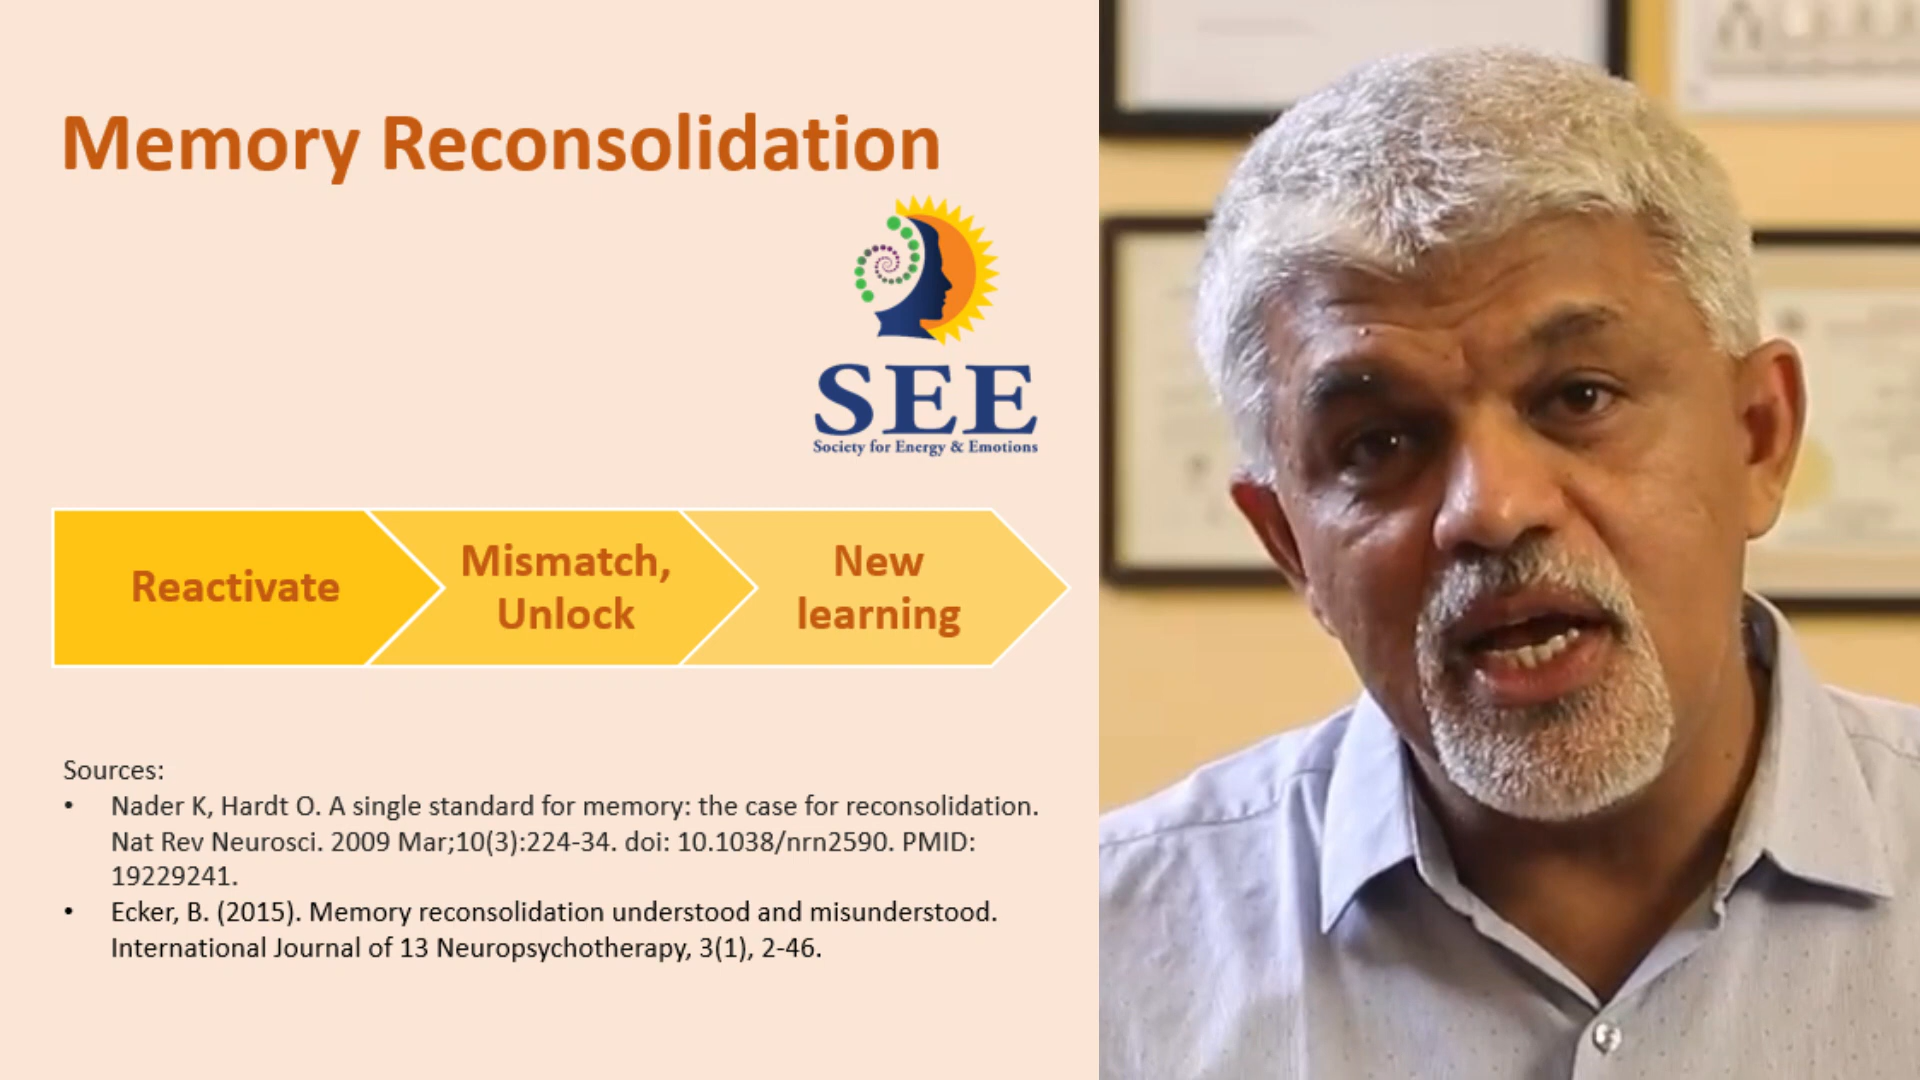 Memory Reconsolidation
SEE
Society for Energy & Emotions
Reactivate
Mismatch,
Unlock
New
learning
Sources:
• Nader K, Hardt O. A single standard for memory: the case for reconsolidation.
Nat Rev Neurosci. 2009 Mar;10(3):224-34. doi: 10.1038/nrn2590. PMID:
19229241.
• Ecker, B. (2015). Memory reconsolidation understood and misunderstood.
International Journal of 13 Neuropsychotherapy, 3(1), 2-46.